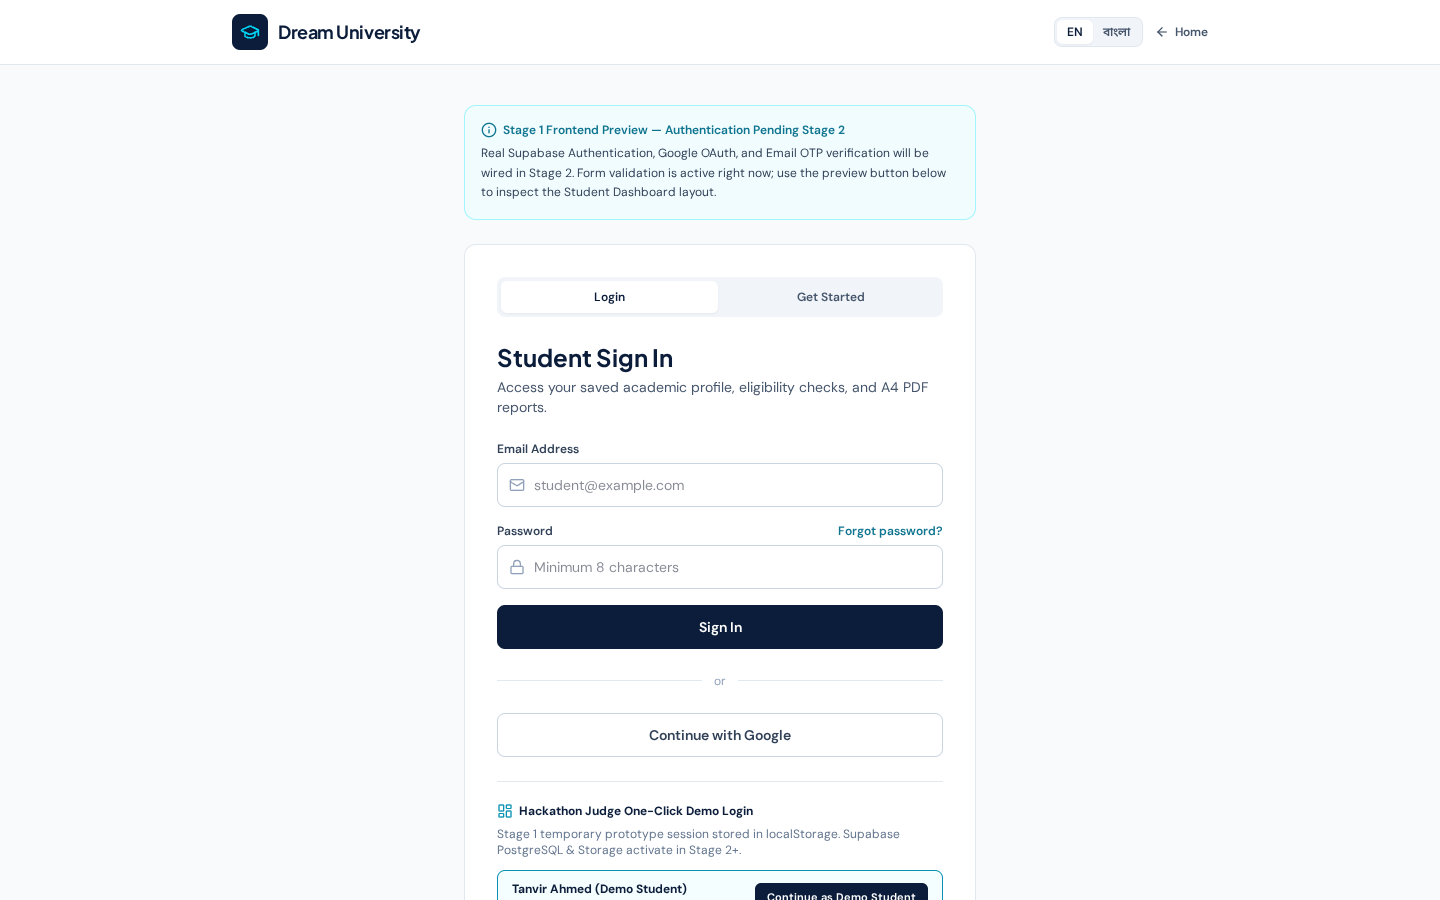 Dream University
EN
বাংলা
Home
Stage 1 Frontend Preview — Authentication Pending Stage 2
Real Supabase Authentication, Google OAuth, and Email OTP verification will be
wired in Stage 2. Form validation is active right now; use the preview button below
to inspect the Student Dashboard layout.
Login
Get Started
Student Sign In
Access your saved academic profile, eligibility checks, and A4 PDF
reports.
Email Address
student@example.com
Password
Forgot password?
Minimum 8 characters
Sign In
or
Continue with Google
Hackathon Judge One-Click Demo Login
Stage 1 temporary prototype session stored in localStorage. Supabase
PostgreSQL & Storage activate in Stage 2+.
Tanvir Ahmed (Demo Student)
Continue as Demo Student